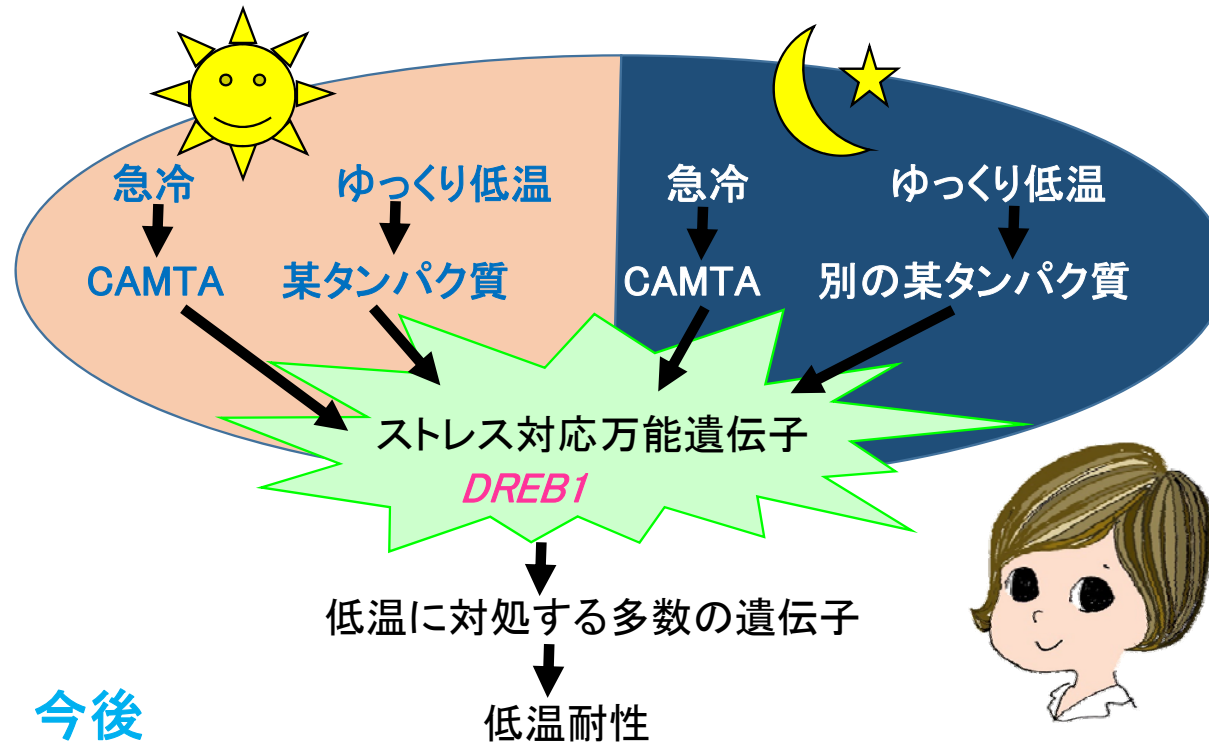 急冷 ゆっくり低温 急冷 ゆっくり低温
CAMTA 某タンパク質 CAMTA 別の某タンパク質
ストレス対応万能遺伝子
DREB1
低温に対処する多数の遺伝子
今後 低温耐性